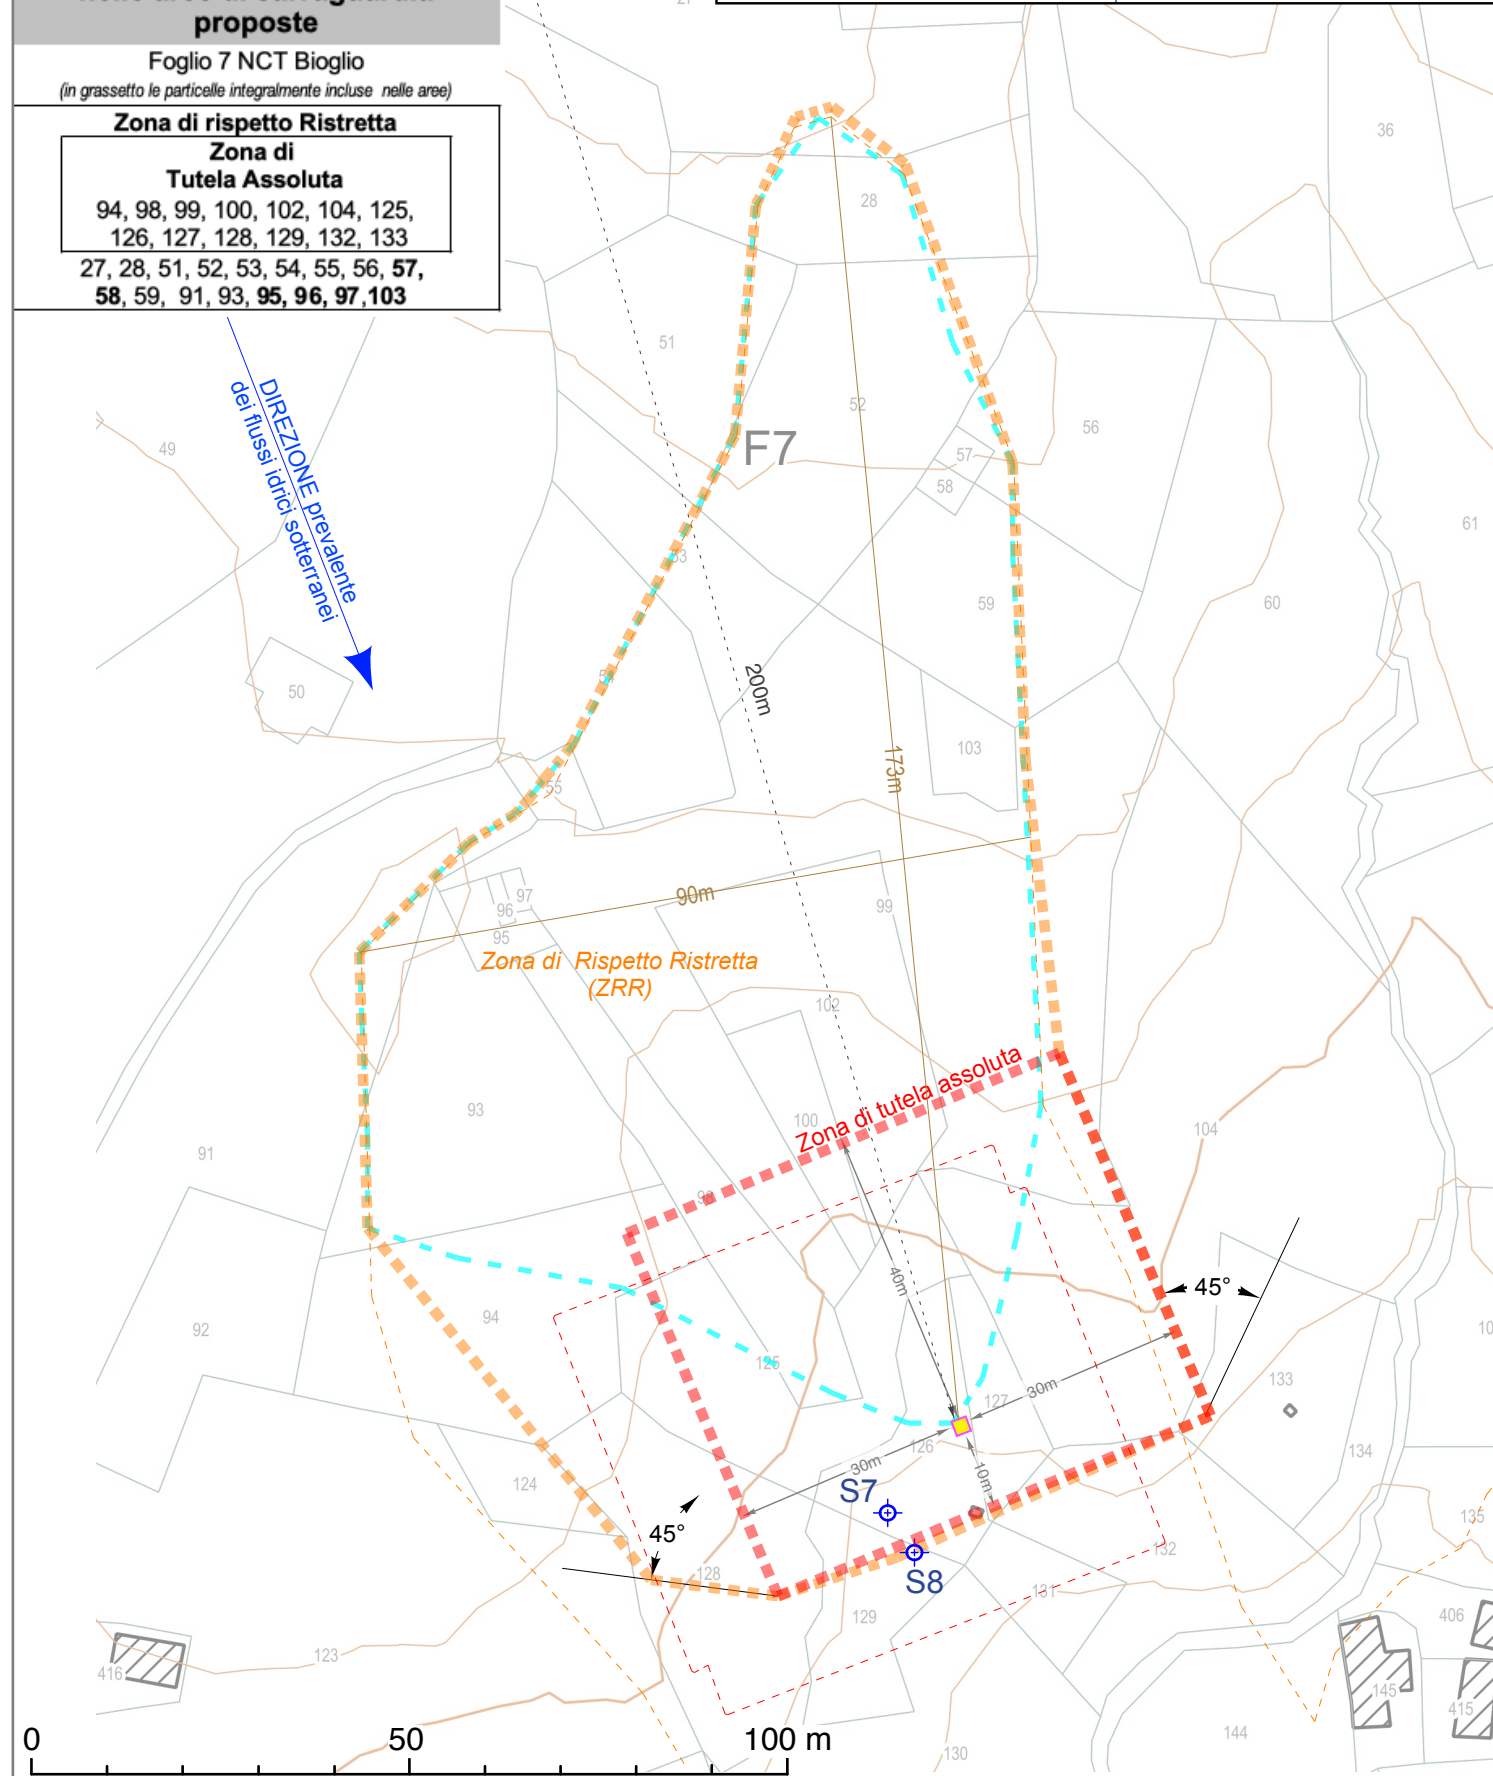 proposte
Foglio 7 NCT Bioglio
(in grassetto le particelle integralmente incluse nelle aree)
Zona di rispetto Ristretta
Zona di
Tutela Assoluta
94, 98, 99, 100, 102, 104, 125,
126, 127, 128, 129, 132, 133
27, 28, 51, 52, 53, 54, 55, 56, 57,
58, 59, 91, 93, 95, 96, 97,103
DIREZIONE prevalente
dei flussi idrici sotterranei
36
28
51
52
F7
56
57
58
49
61
53
59
60
54
50
200m
103
173m
55
90m
97
96
95
99
Zona di Rispetto Ristretta
(ZRR)
102
93
Zona di tutela assoluta
100
104
91
98
40m
45°
92
94
125
133
127
30m
126
134
30m
10m
124
S7
135
45°
128
132
S8
131
129
406
123
416
145
415
144
130
0
50
100 m